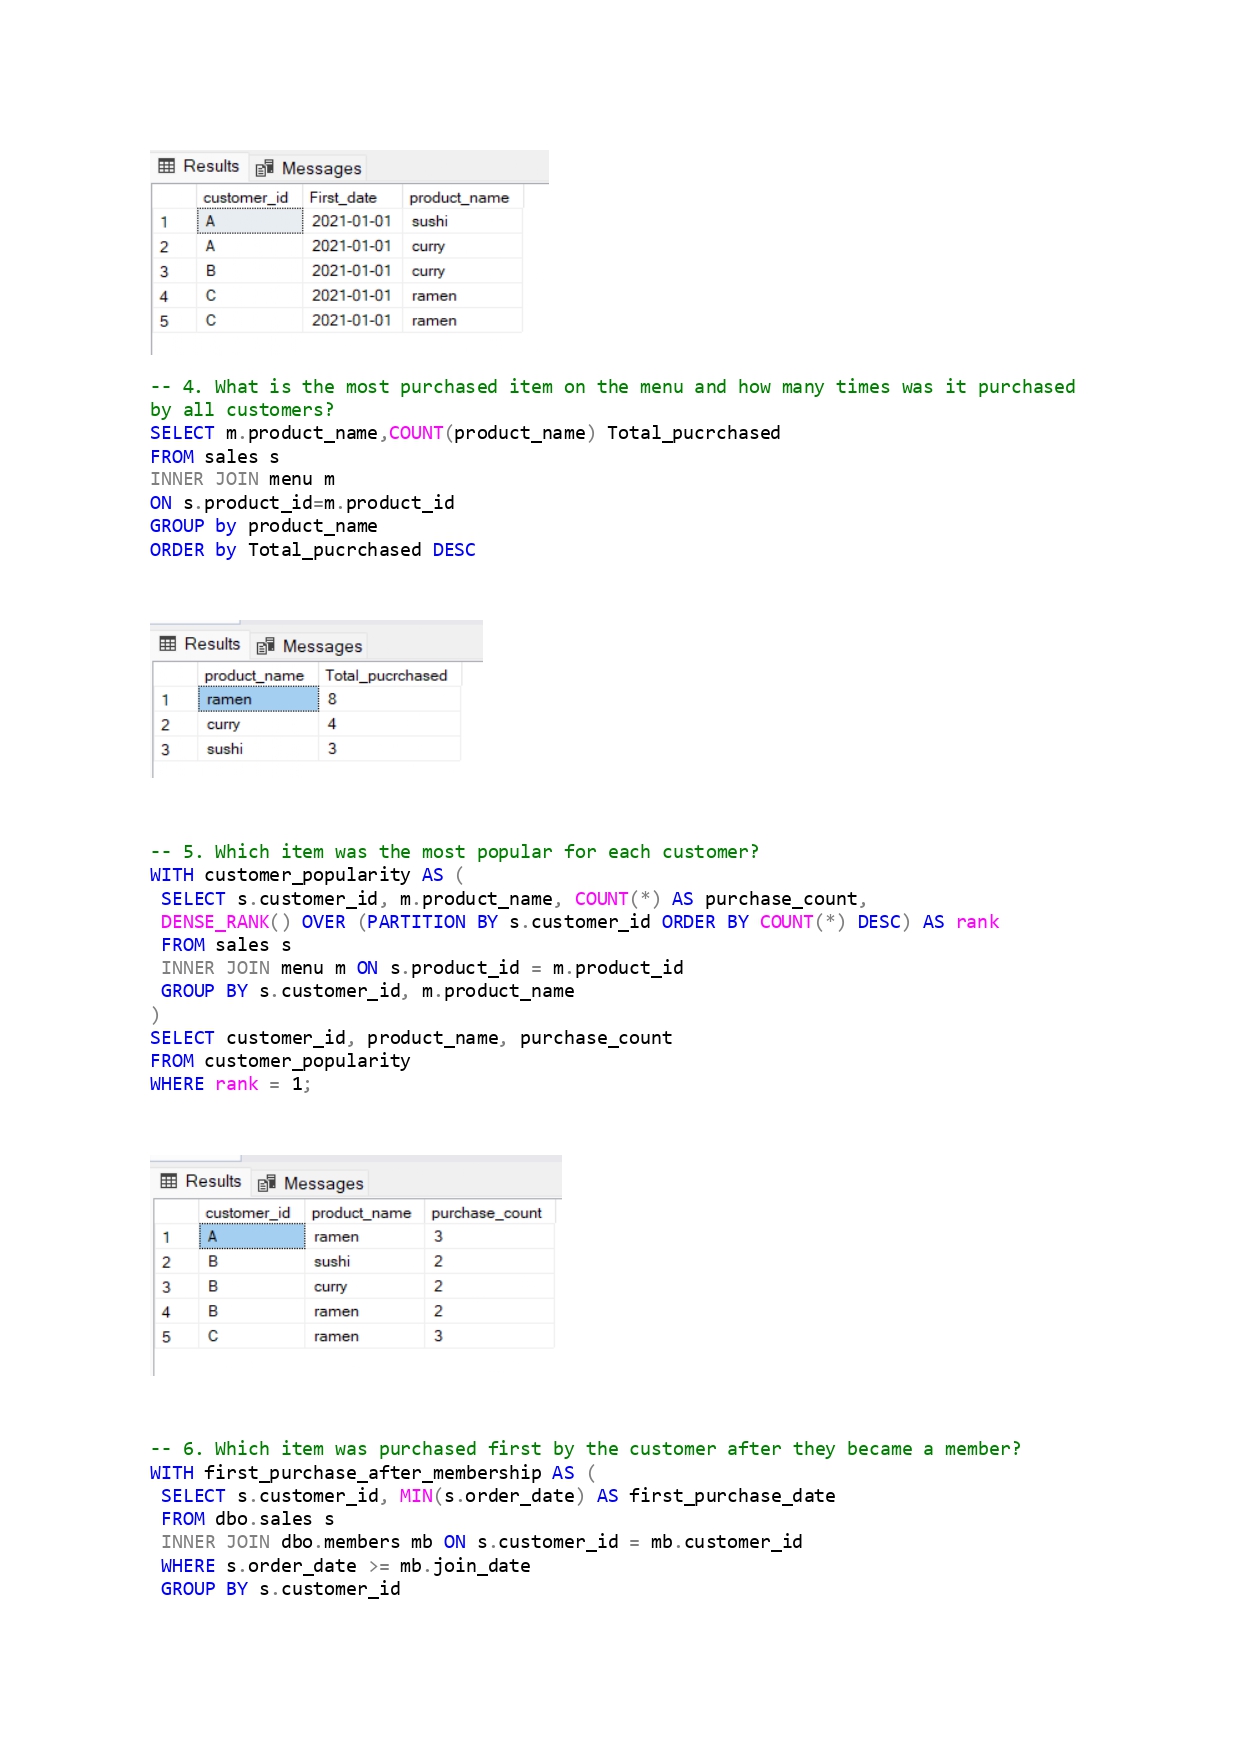 Results Messages
customer_id First_date product_name
1 A 2021-01-01 sushi
2 A 2021-01-01 curry
3 B 2021-01-01 curry
4 C 2021-01-01 ramen
5 C 2021-01-01 ramen
-- 4. What is the most purchased item on the menu and how many times was it purchased
by all customers?
SELECT m.product_name,COUNT(product_name) Total_pucrchased
FROM sales s
INNER JOIN menu m
ON s.product_id=m.product_id
GROUP by product_name
ORDER by Total_pucrchased DESC
Results Messages
product_name Total_pucrchased
1 ramen 8
2 curry 4
3 sushi 3
-- 5. Which item was the most popular for each customer?
WITH customer_popularity AS (
SELECT s.customer_id, m.product_name, COUNT(*) AS purchase_count,
DENSE_RANK() OVER (PARTITION BY s.customer_id ORDER BY COUNT(*) DESC) AS rank
FROM sales s
INNER JOIN menu m ON s.product_id = m.product_id
GROUP BY s.customer_id, m.product_name
)
SELECT customer_id, product_name, purchase_count
FROM customer_popularity
WHERE rank = 1;
Results Messages
customer_id product_name purchase_count
1 A ramen 3
2 B sushi 2
3 B curry 2
4 B ramen 2
5 C ramen 3
-- 6. Which item was purchased first by the customer after they became a member?
WITH first_purchase_after_membership AS (
SELECT s.customer_id, MIN(s.order_date) AS first_purchase_date
FROM dbo.sales s
INNER JOIN dbo.members mb ON s.customer_id = mb.customer_id
WHERE s.order_date >= mb.join_date
GROUP BY s.customer_id